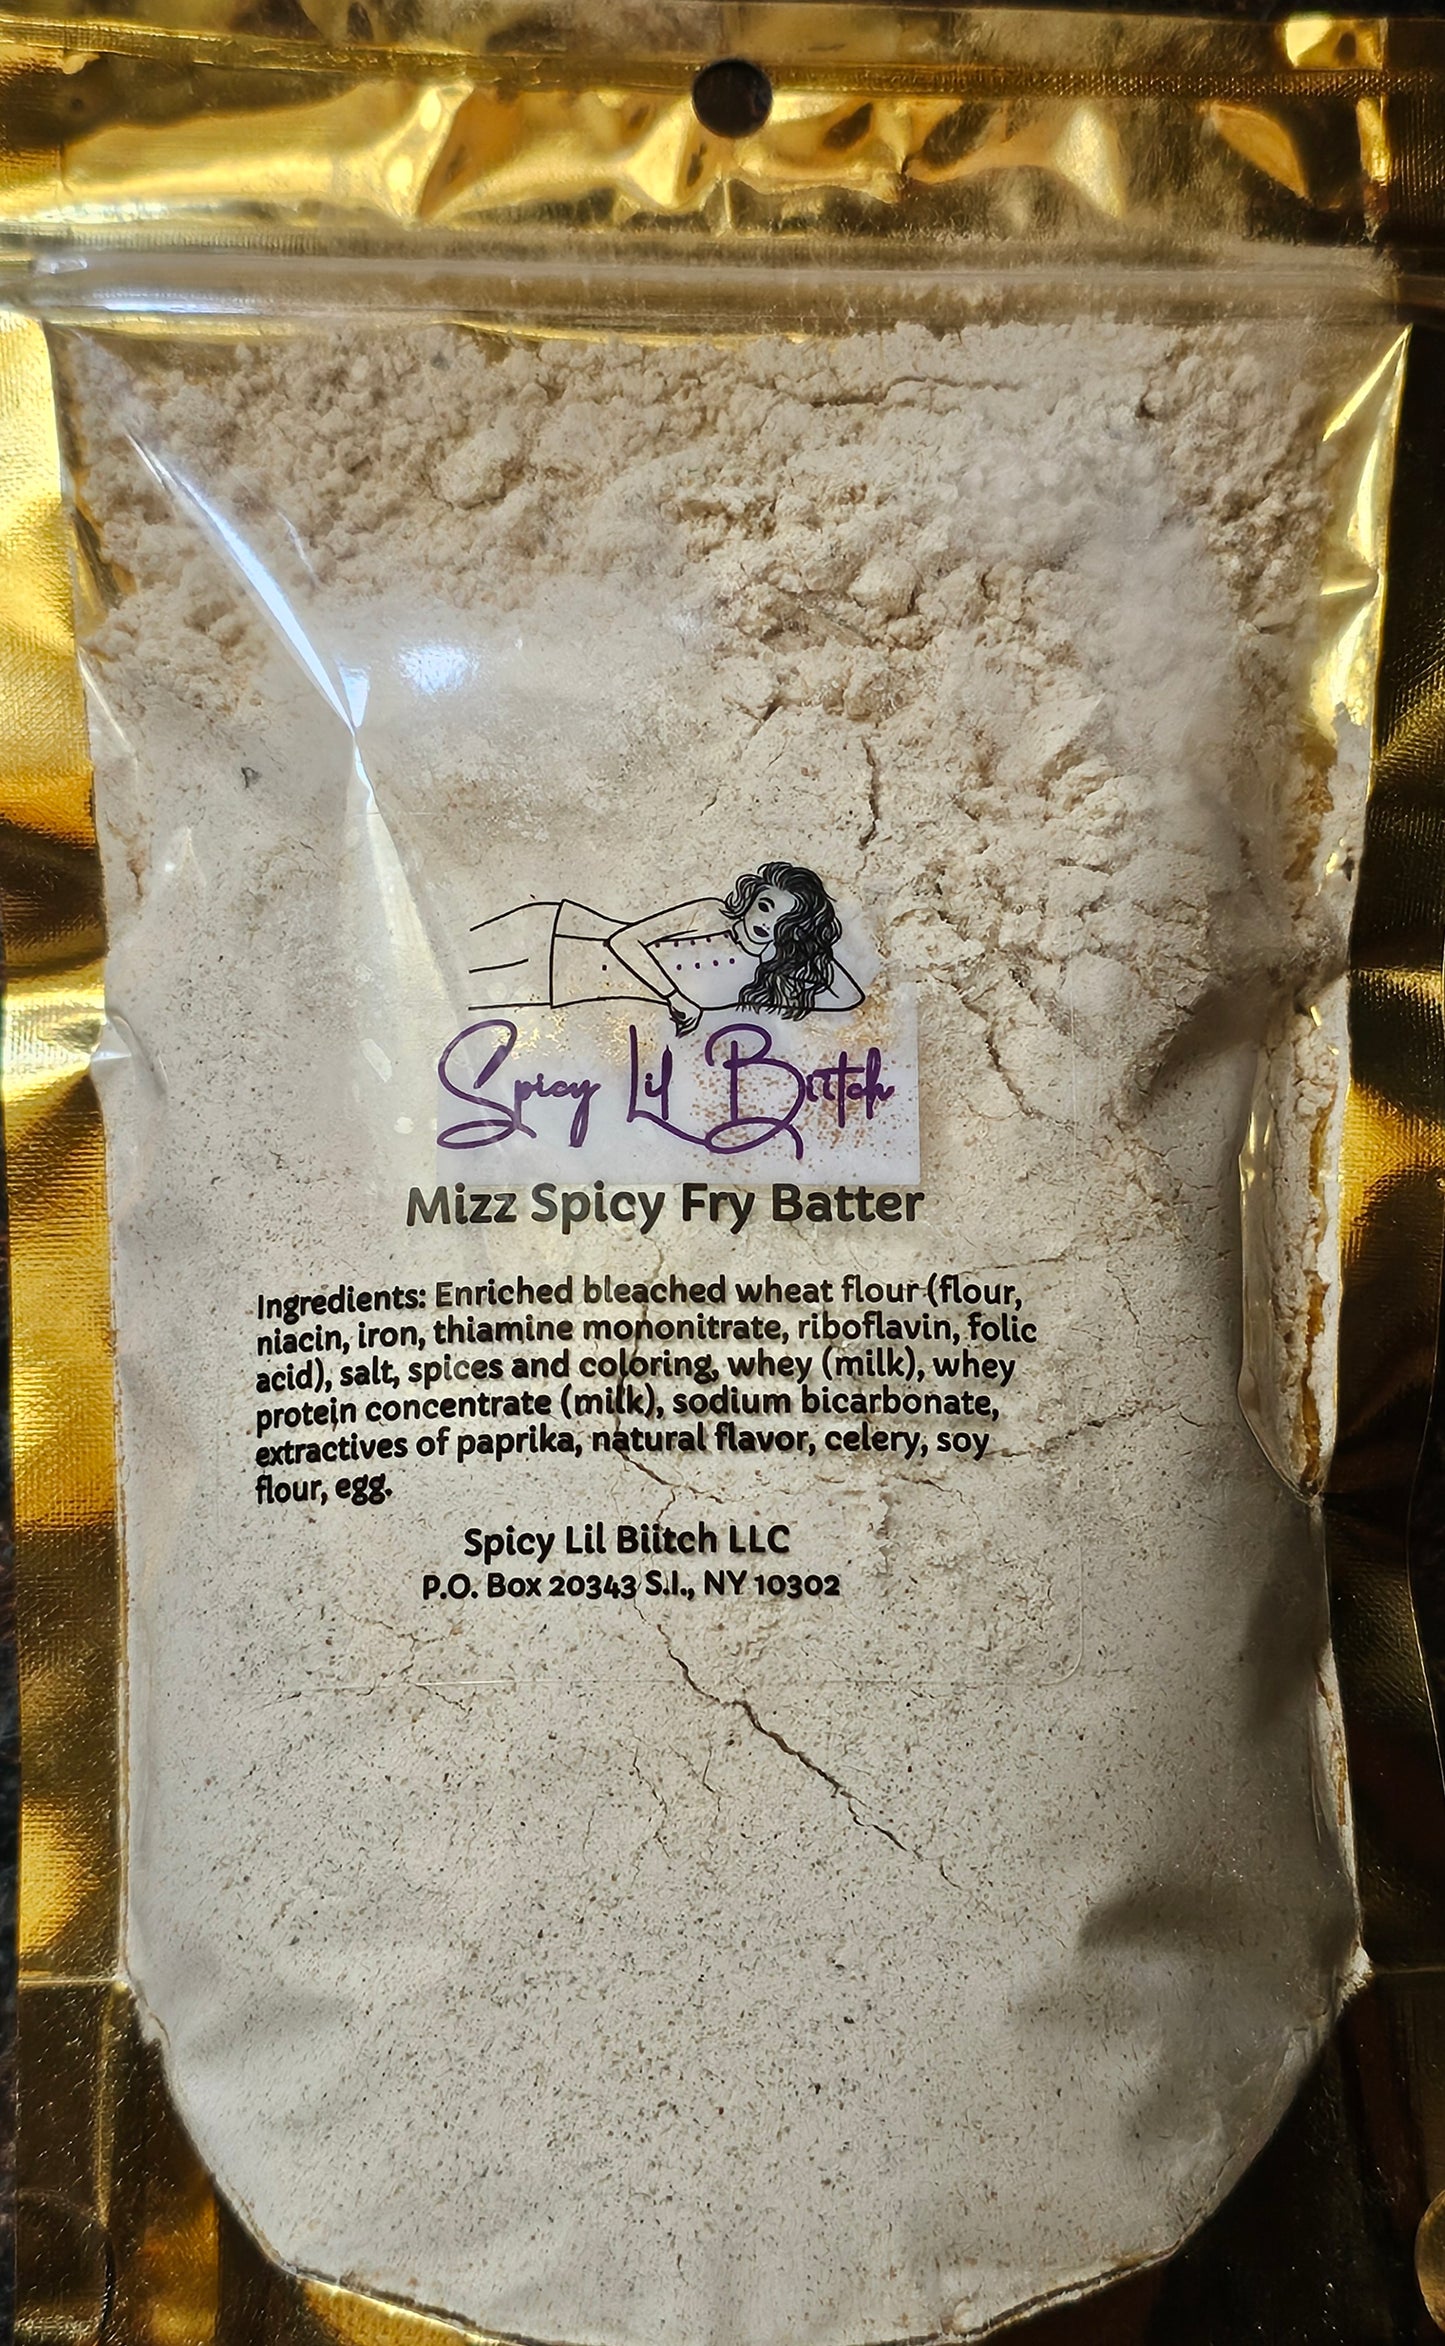 Spicy Lil Biitch
Mizz Spicy Fry Batter
Ingredients: Enriched bleached wheat flour (flour,
niacin, iron, thiamine mononitrate, riboflavin, folic
acid), salt, spices and coloring, whey (milk), whey
protein concentrate (milk), sodium bicarbonate,
extractives of paprika, natural flavor, celery, soy
flour, egg.
Spicy Lil Biitch LLC
P.O. Box 20343 S.I., NY 10302